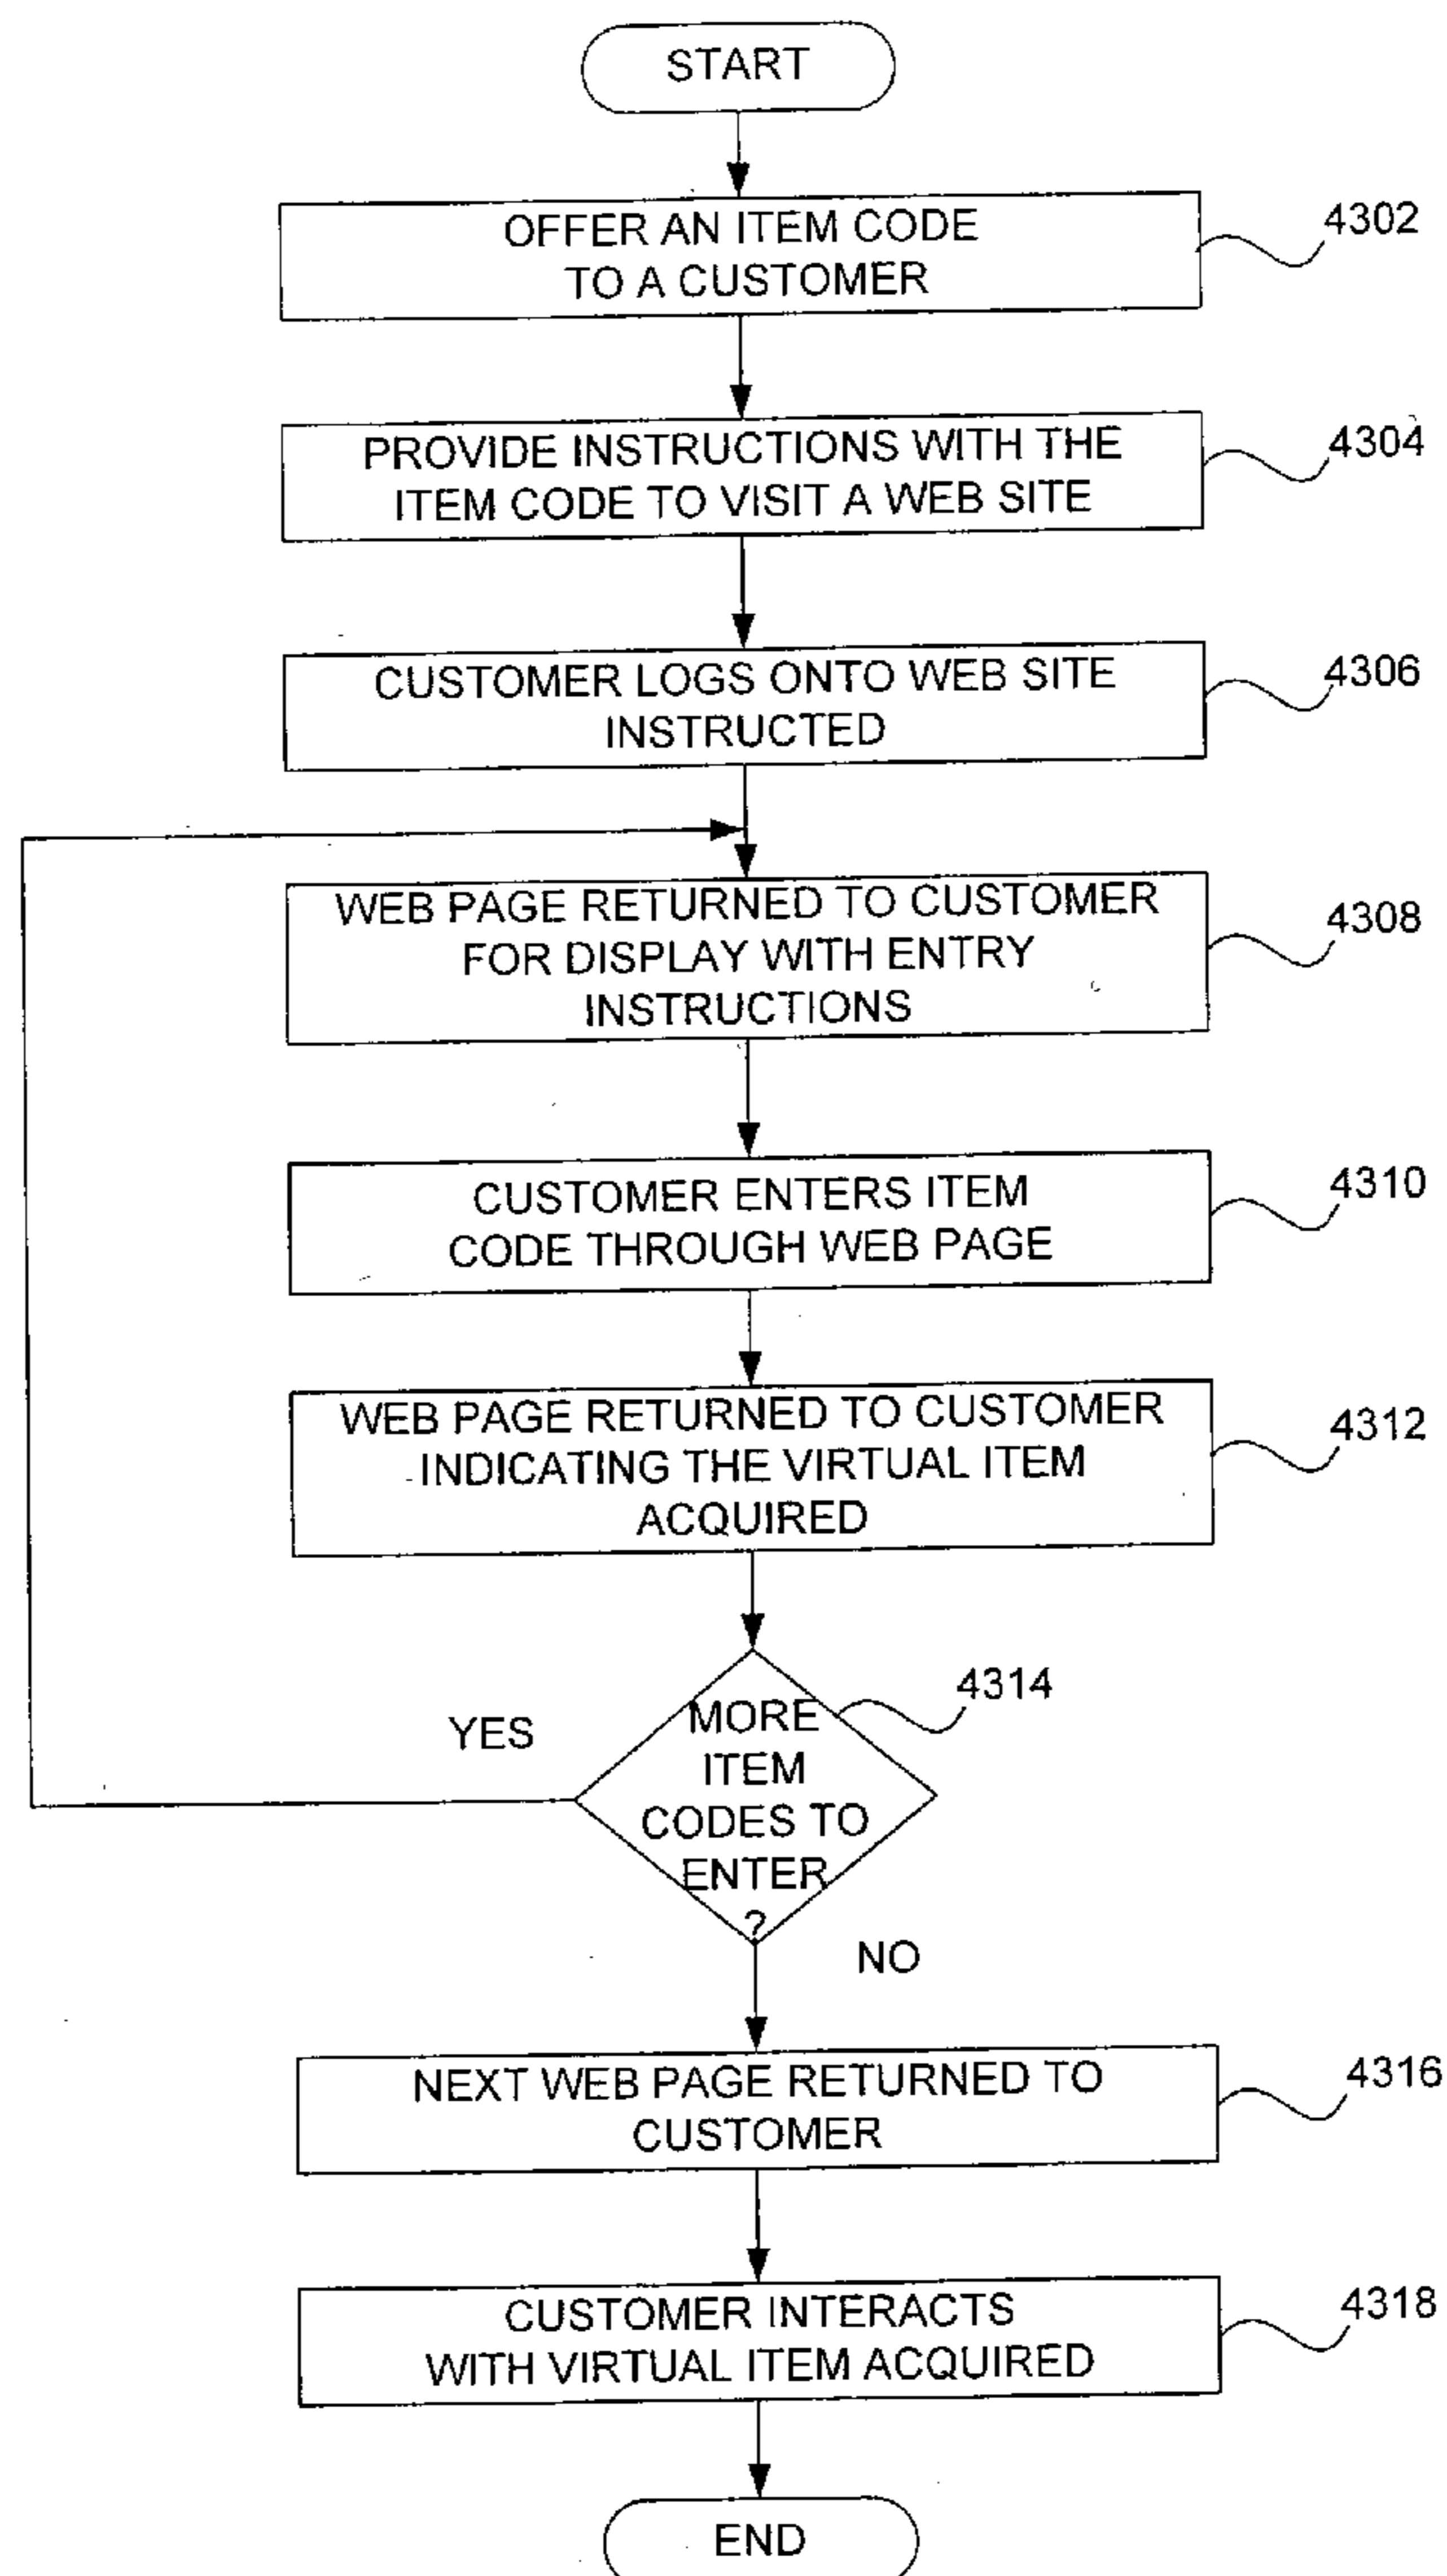 START
OFFER AN ITEM CODE
TO A CUSTOMER
4302
PROVIDE INSTRUCTIONS WITH THE
ITEM CODE TO VISIT A WEB SITE
4304
CUSTOMER LOGS ONTO WEB SITE
INSTRUCTED
4306
WEB PAGE RETURNED TO CUSTOMER
FOR DISPLAY WITH ENTRY
INSTRUCTIONS
4308
CUSTOMER ENTERS ITEM
CODE THROUGH WEB PAGE
4310
WEB PAGE RETURNED TO CUSTOMER
INDICATING THE VIRTUAL ITEM
ACQUIRED
4312
4314
MORE
ITEM
CODES TO
ENTER
?
YES
NO
NEXT WEB PAGE RETURNED TO
CUSTOMER
4316
CUSTOMER INTERACTS
WITH VIRTUAL ITEM ACQUIRED
4318
END